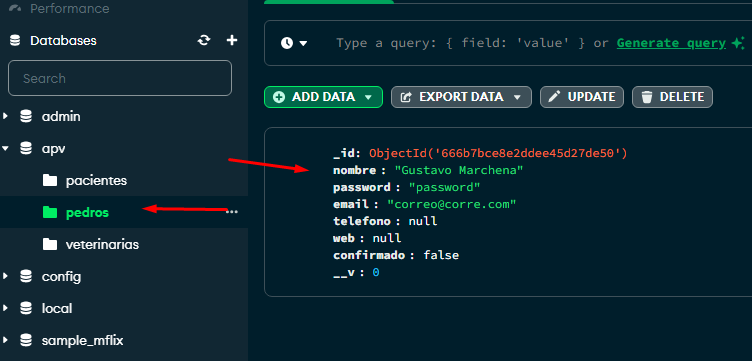 Performance
Databases
Search
admin
apv
pacientes
pedros
veterinarias
config
local
sample_mflix
Type a query: { field: 'value' } or Generate query
ADD DATA
EXPORT DATA
UPDATE
DELETE
_id: ObjectId('666b7bce8e2ddee45d27de50')
nombre : "Gustavo Marchena"
password : "password"
email : "correo@corre.com"
telefono : null
web : null
confirmado : false
__v : 0